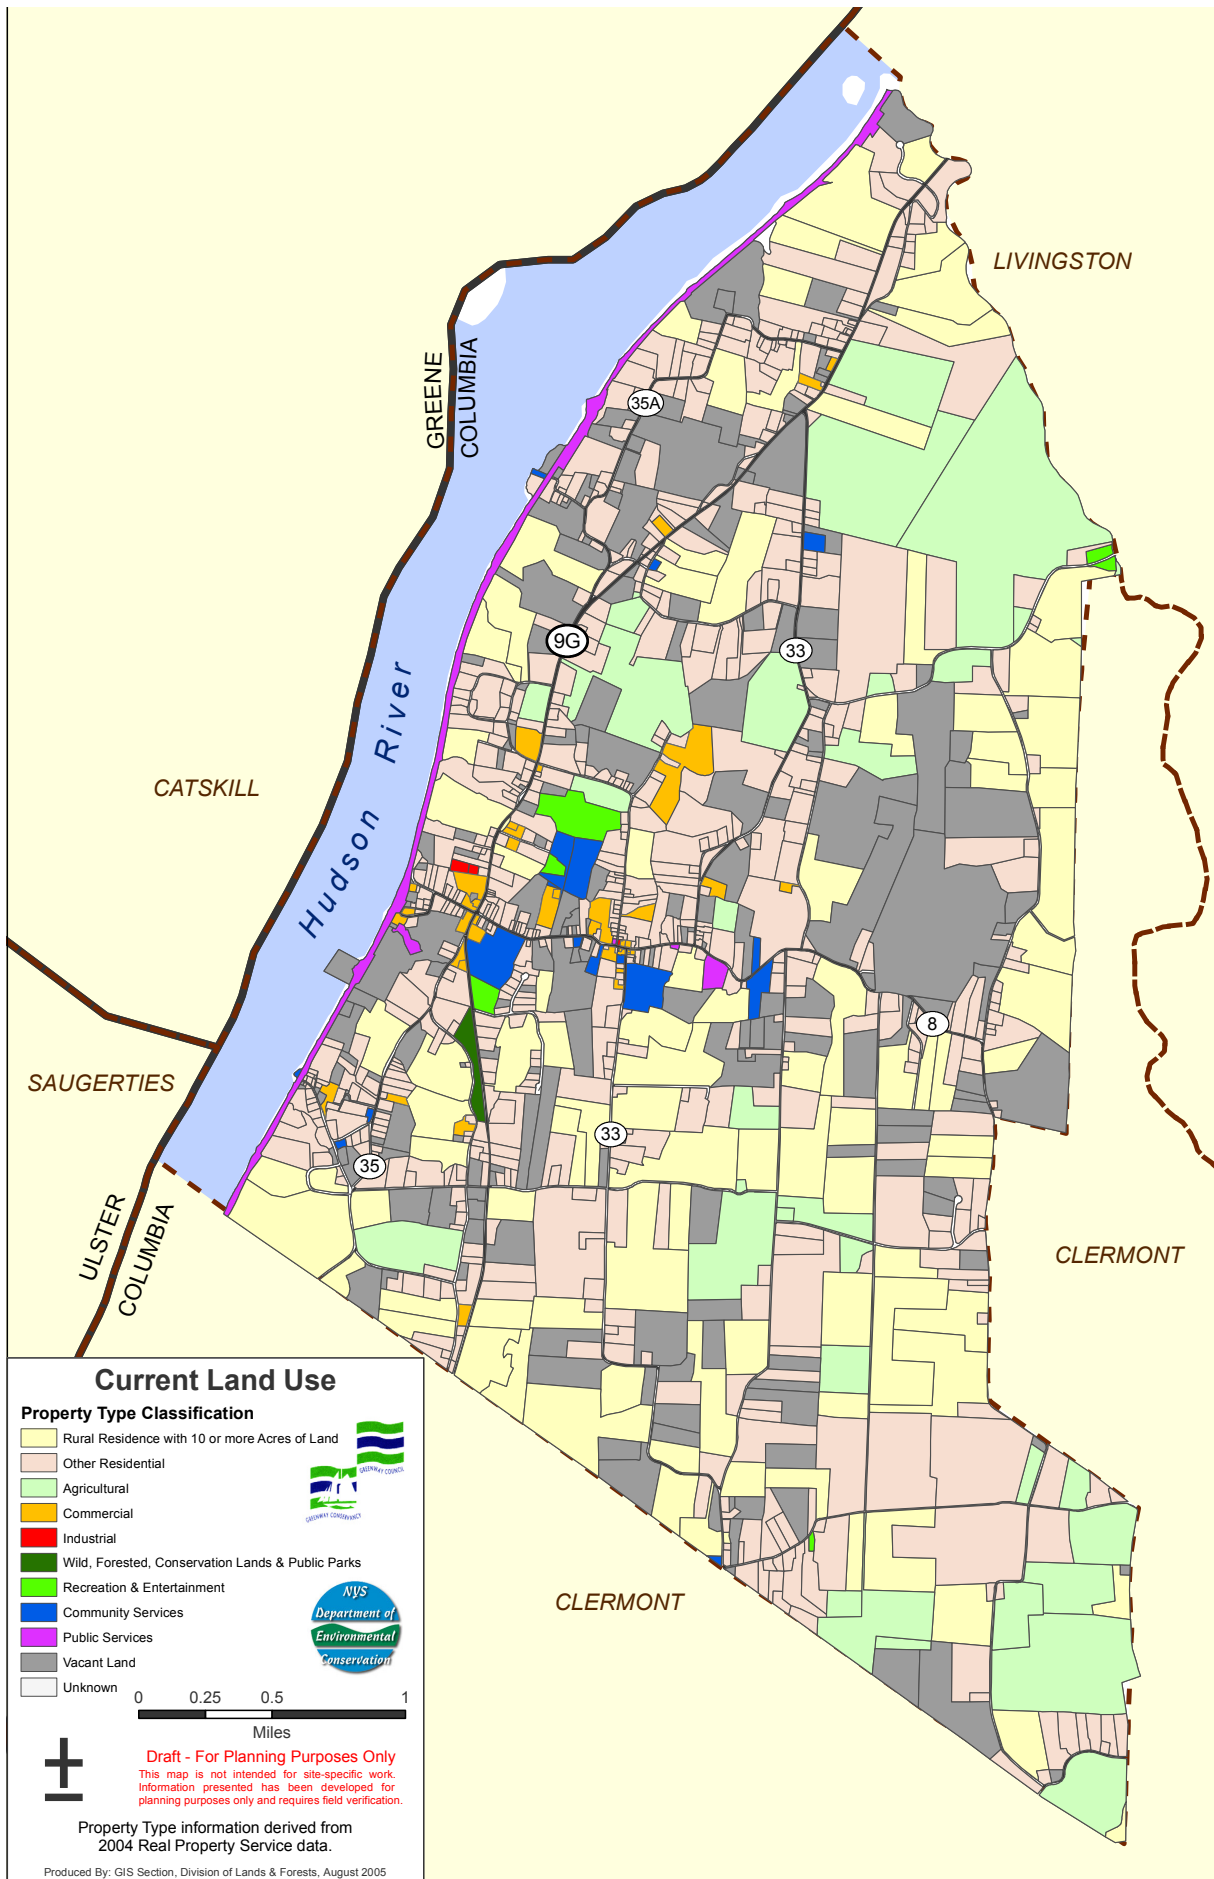 LIVINGSTON
GREENE
COLUMBIA
35A
9G
33
Hudson River
CATSKILL
8
SAUGERTIES
33
35
ULSTER
COLUMBIA
CLERMONT
CLERMONT
Current Land Use
Property Type Classification
Rural Residence with 10 or more Acres of Land
Other Residential
Agricultural
Commercial
Industrial
Wild, Forested, Conservation Lands & Public Parks
Recreation & Entertainment
Community Services
Public Services
Vacant Land
Unknown
GREENWAY COUNCIL
GREENWAY CONSERVANCY
NYS
Department of
Environmental
Conservation
0 0.25 0.5 1
Miles
Draft - For Planning Purposes Only
This map is not intended for site-specific work.
Information presented has been developed for
planning purposes only and requires field verification.
Property Type information derived from
2004 Real Property Service data.
Produced By: GIS Section, Division of Lands & Forests, August 2005